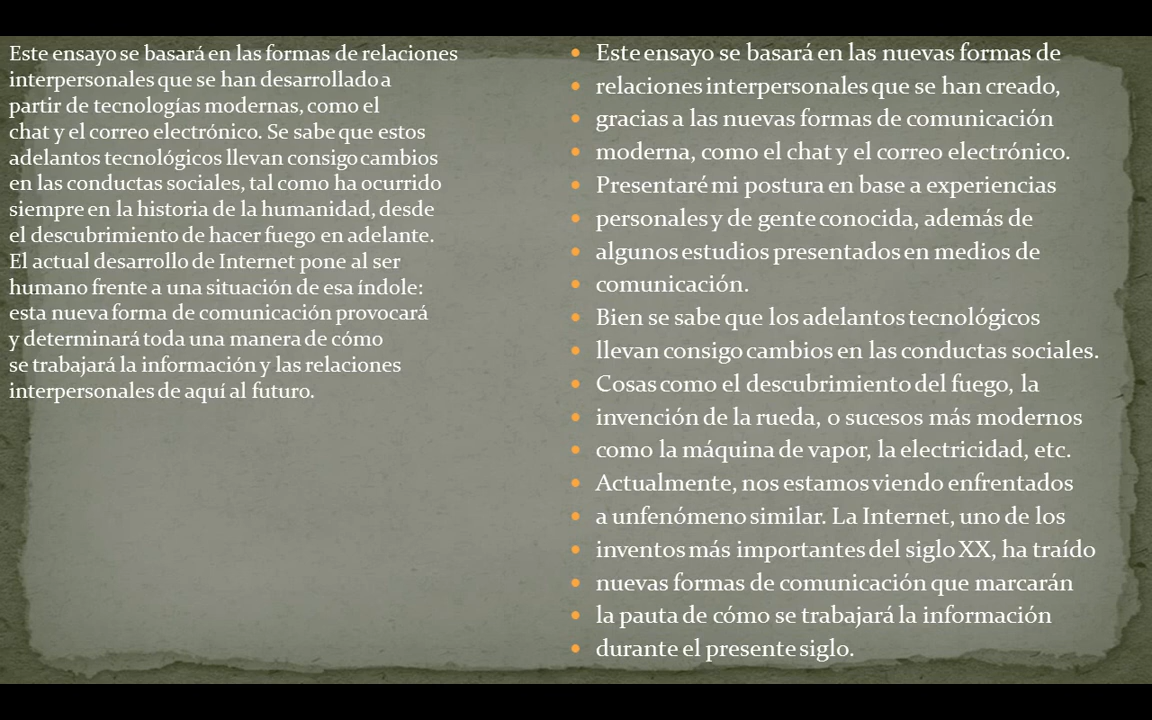 Este ensayo se basará en las formas de relaciones
interpersonales que se han desarrollado a
partir de tecnologías modernas, como el
chat y el correo electrónico. Se sabe que estos
adelantos tecnológicos llevan consigo cambios
en las conductas sociales, tal como ha ocurrido
siempre en la historia de la humanidad, desde
el descubrimiento de hacer fuego en adelante.
El actual desarrollo de Internet pone al ser
humano frente a una situación de esa índole:
esta nueva forma de comunicación provocará
y determinará toda una manera de cómo
se trabajará la información y las relaciones
interpersonales de aquí al futuro.
• Este ensayo se basará en las nuevas formas de
• relaciones interpersonales que se han creado,
• gracias a las nuevas formas de comunicación
• moderna, como el chat y el correo electrónico.
• Presentaré mi postura en base a experiencias
• personales y de gente conocida, además de
• algunos estudios presentados en medios de
• comunicación.
• Bien se sabe que los adelantos tecnológicos
• llevan consigo cambios en las conductas sociales.
• Cosas como el descubrimiento del fuego, la
• invención de la rueda, o sucesos más modernos
• como la máquina de vapor, la electricidad, etc.
• Actualmente, nos estamos viendo enfrentados
• a unfenómeno similar. La Internet, uno de los
• inventos más importantes del siglo XX, ha traído
• nuevas formas de comunicación que marcarán
• la pauta de cómo se trabajará la información
• durante el presente siglo.